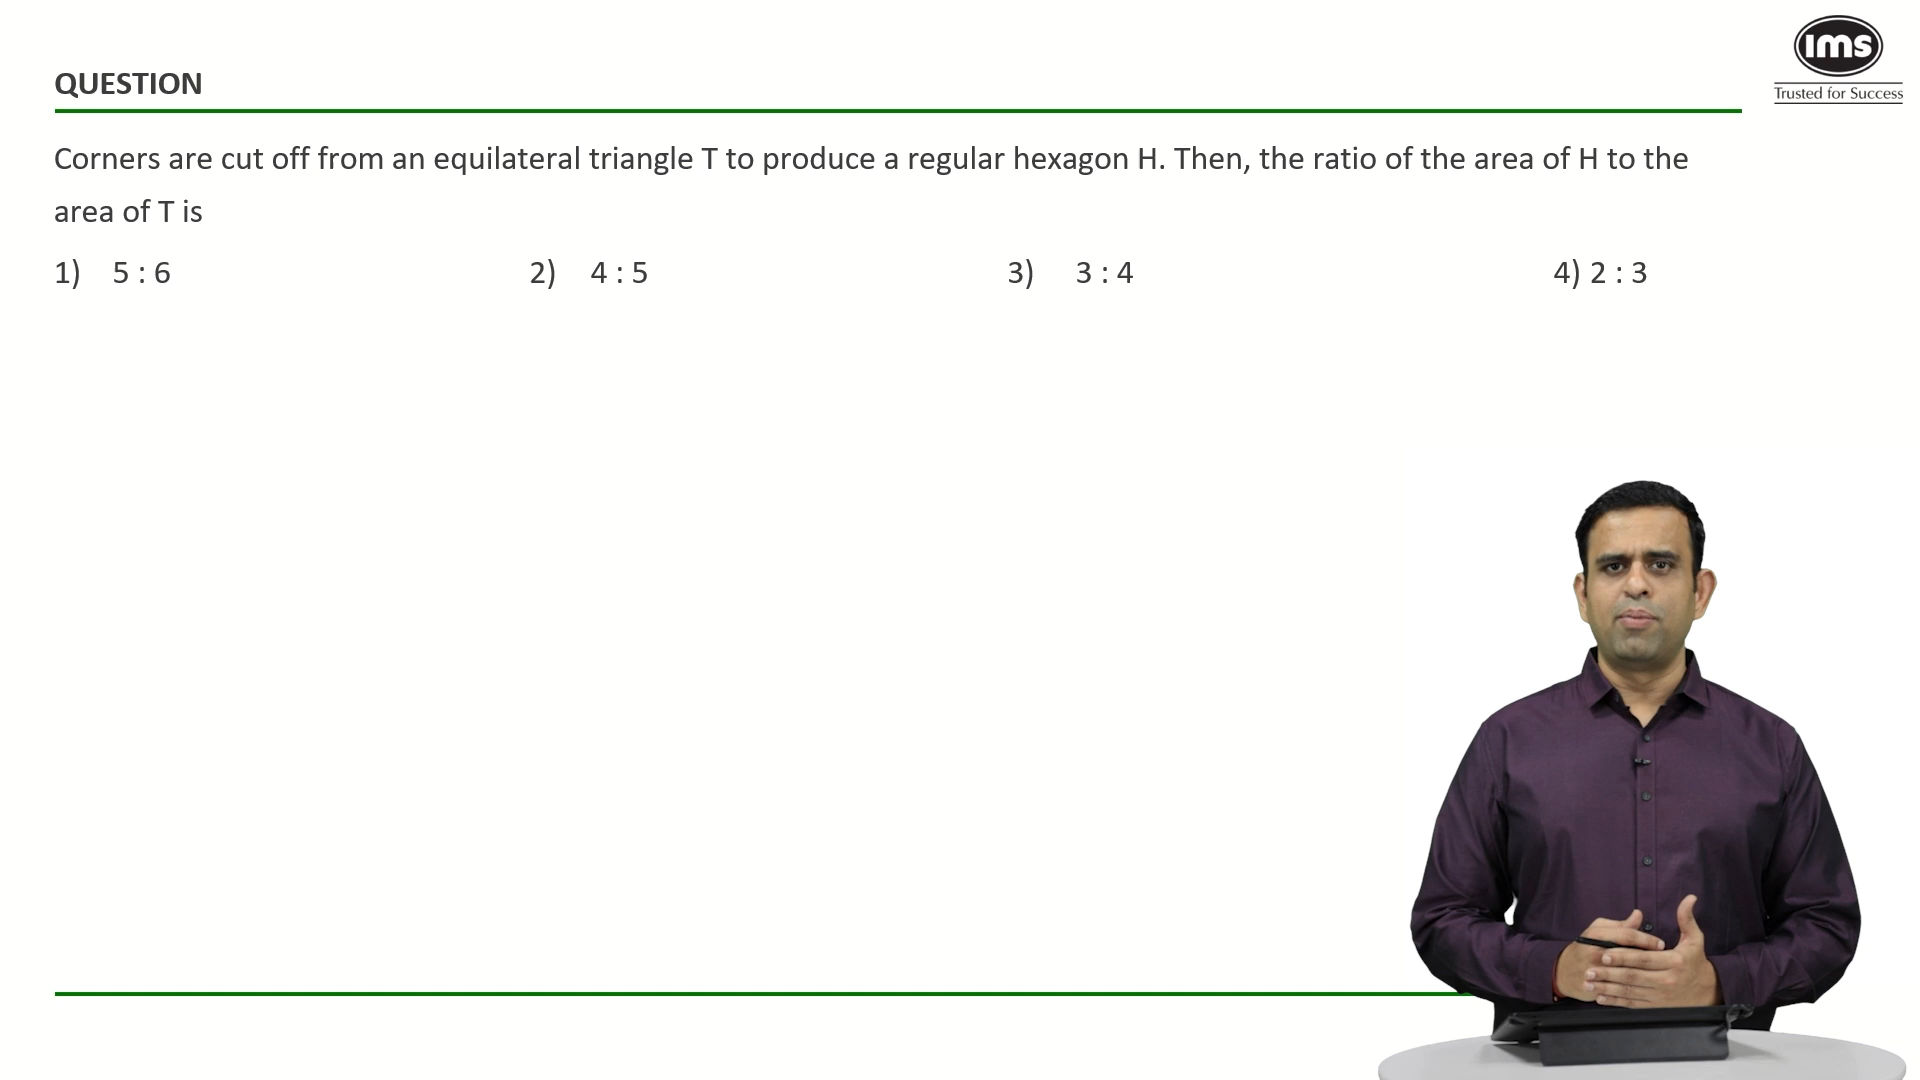 ims
Trusted for Success
QUESTION
Corners are cut off from an equilateral triangle T to produce a regular hexagon H. Then, the ratio of the area of H to the
area of T is
1) 5 : 6 2) 4 : 5 3) 3 : 4 4) 2 : 3